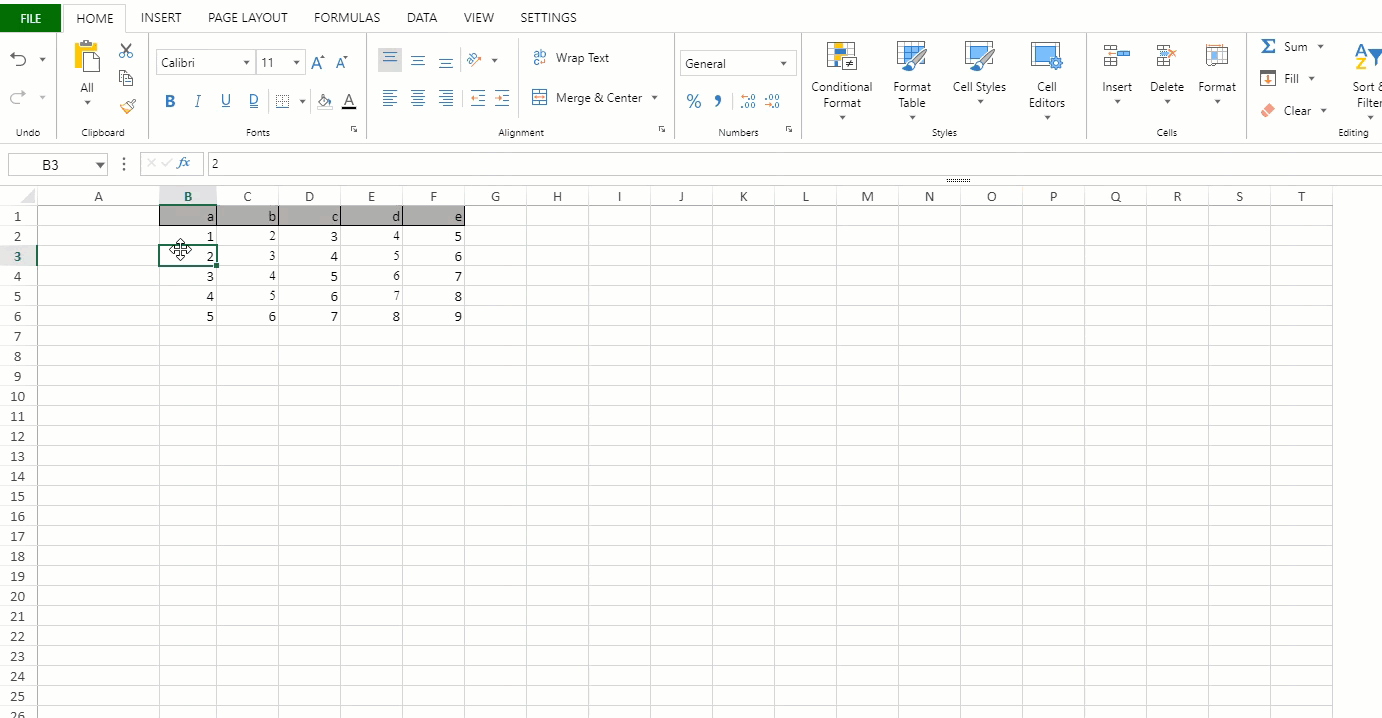 FILE HOME INSERT PAGE LAYOUT FORMULAS DATA VIEW SETTINGS
Calibri 11 A A ab Wrap Text General Sum
All Conditional Format Cell Styles Cell Insert Delete Format Fill Sort &
B I U D A Merge & Center % .00 .00 Format Table Editors Clear Filter
Undo Clipboard Fonts Alignment Numbers Styles Cells Editing
B3 fx 2
A B C D E F G H I J K L M N O P Q R S T
1 a b c d e
2 1 2 3 4 5
3 2 3 4 5 6
4 3 4 5 6 7
5 4 5 6 7 8
6 5 6 7 8 9
7
8
9
10
11
12
13
14
15
16
17
18
19
20
21
22
23
24
25
26